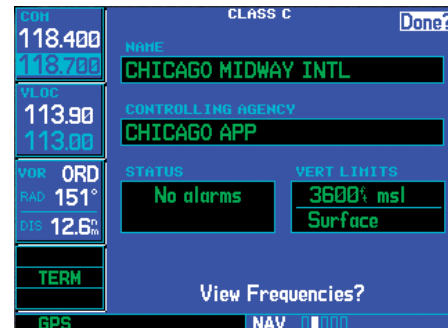 COM
118.400
118.700
VLOC
113.90
113.00
VOR ORD
RAD 151°
DIS 12.6nm
TERM
GPS
CLASS C
Done?
NAME
CHICAGO MIDWAY INTL
CONTROLLING AGENCY
CHICAGO APP
STATUS
No alarms
VERT LIMITS
3600ft msl
Surface
View Frequencies?
NAV